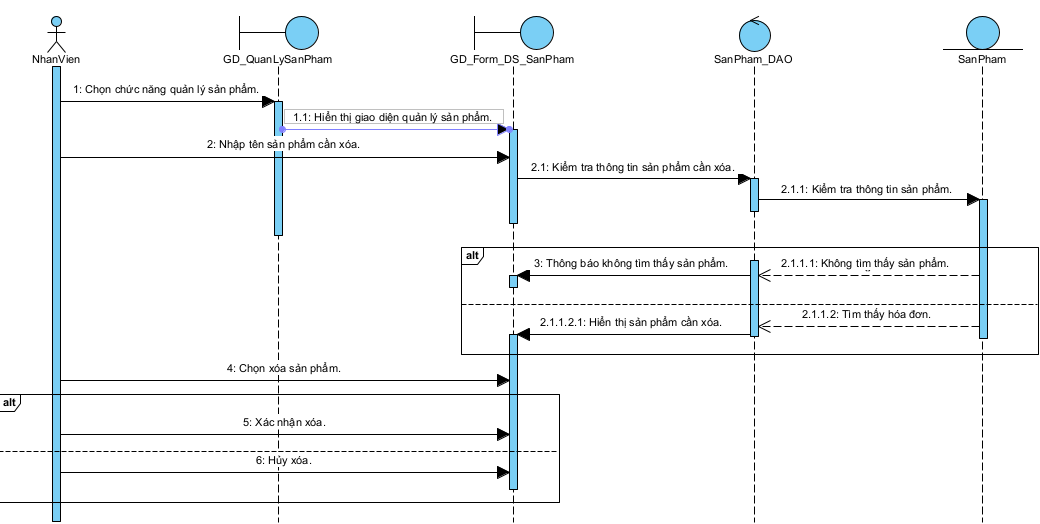 NhanVien
GD_QuanLySanPham
GD_Form_DS_SanPham
SanPham_DAO
SanPham
1: Chọn chức năng quản lý sản phẩm.
1.1: Hiển thị giao diện quản lý sản phẩm.
2: Nhập tên sản phẩm cần xóa.
2.1: Kiểm tra thông tin sản phẩm cần xóa.
2.1.1: Kiểm tra thông tin sản phẩm.
alt
3: Thông báo không tìm thấy sản phẩm.
2.1.1.1: Không tìm thấy sản phẩm.
2.1.1.2: Tìm thấy hóa đơn.
2.1.1.2.1: Hiển thị sản phẩm cần xóa.
4: Chọn xóa sản phẩm.
alt
5: Xác nhận xóa.
6: Hủy xóa.